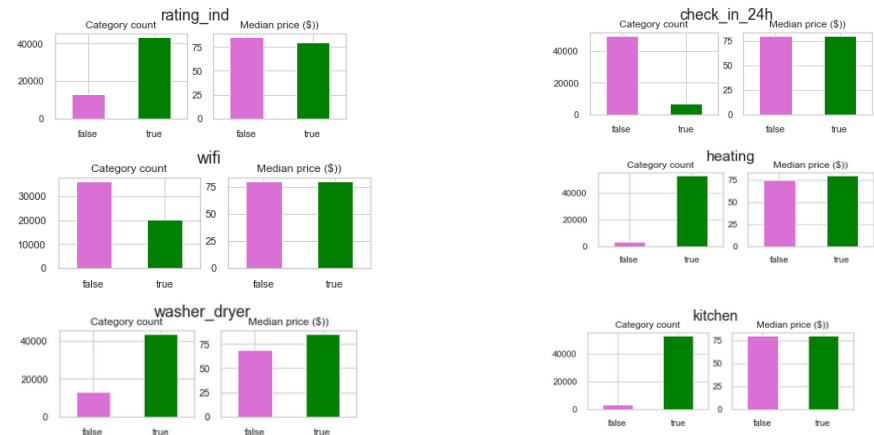 rating_ind
Category count Median price ($))
40000 75
20000 50
25
0 0
false true false true
wifi
Category count Median price ($))
30000 75
20000 50
10000 25
0 0
false true false true
washer_dryer
Category count Median price ($))
40000 75
20000 50
25
0 0
false true false true
check_in_24h
Category count Median price ($))
40000 75
20000 50
25
0 0
false true false true
heating
Category count Median price ($))
40000 75
20000 50
25
0 0
false true false true
kitchen
Category count Median price ($))
40000 75
20000 50
25
0 0
false true false true